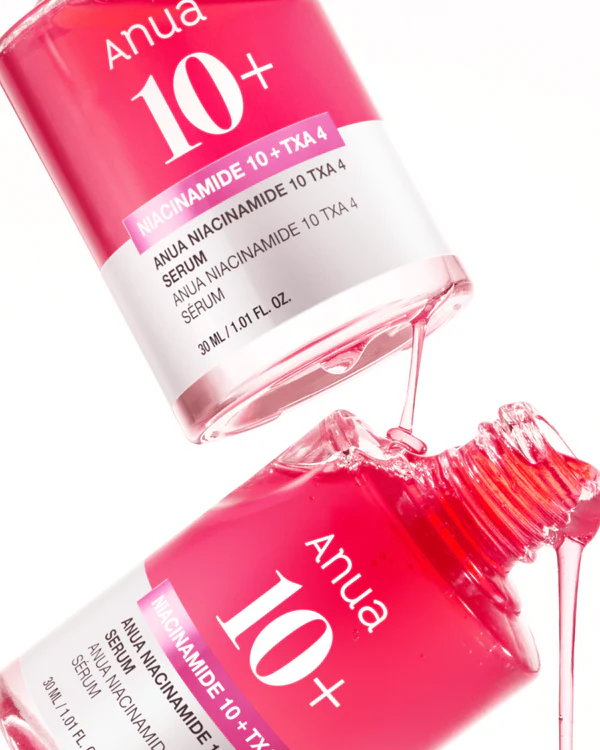 Anua
10+
NIACINAMIDE 10 + TXA 4
ANUA NIACINAMIDE 10 TXA 4
SERUM
ANUA NIACINAMIDE 10 TXA 4
SÉRUM
30 ML / 1.01 FL. OZ.
Anua
10+
NIACINAMIDE 10 + TX
ANUA NIACINAMIDE 1
SERUM
ANUA NIACINAMID
SÉRUM
30 ML / 1.01 FL.